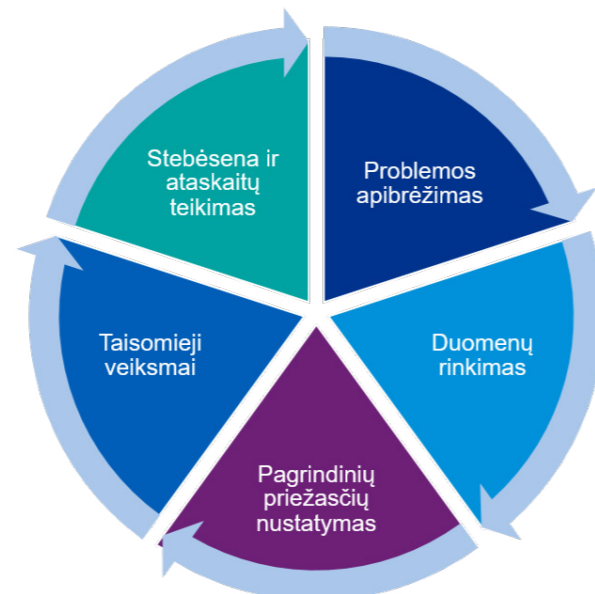 Problemos
apibrėžimas
Duomenų
rinkimas
Pagrindinių
priežasčių
nustatymas
Taisomieji
veiksmai
Stebėsena ir
ataskaitų
teikimas